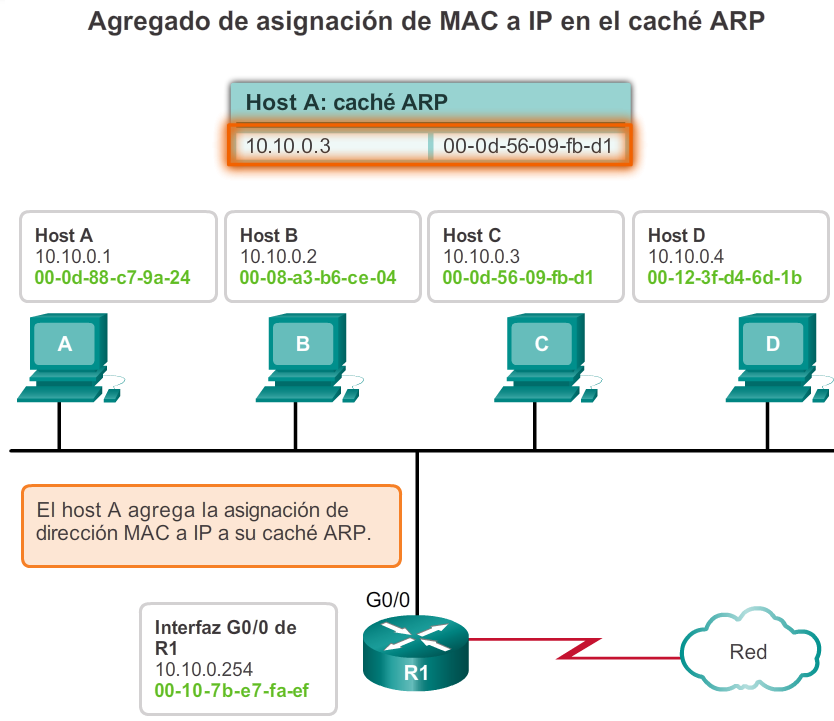 Agregado de asignación de MAC a IP en el caché ARP
Host A: caché ARP
10.10.0.3 00-0d-56-09-fb-d1
Host A
10.10.0.1
00-0d-88-c7-9a-24
Host B
10.10.0.2
00-08-a3-b6-ce-04
Host C
10.10.0.3
00-0d-56-09-fb-d1
Host D
10.10.0.4
00-12-3f-d4-6d-1b
A
B
C
D
El host A agrega la asignación de
dirección MAC a IP a su caché ARP.
G0/0
Interfaz G0/0 de
R1
10.10.0.254
00-10-7b-e7-fa-ef
R1
Red